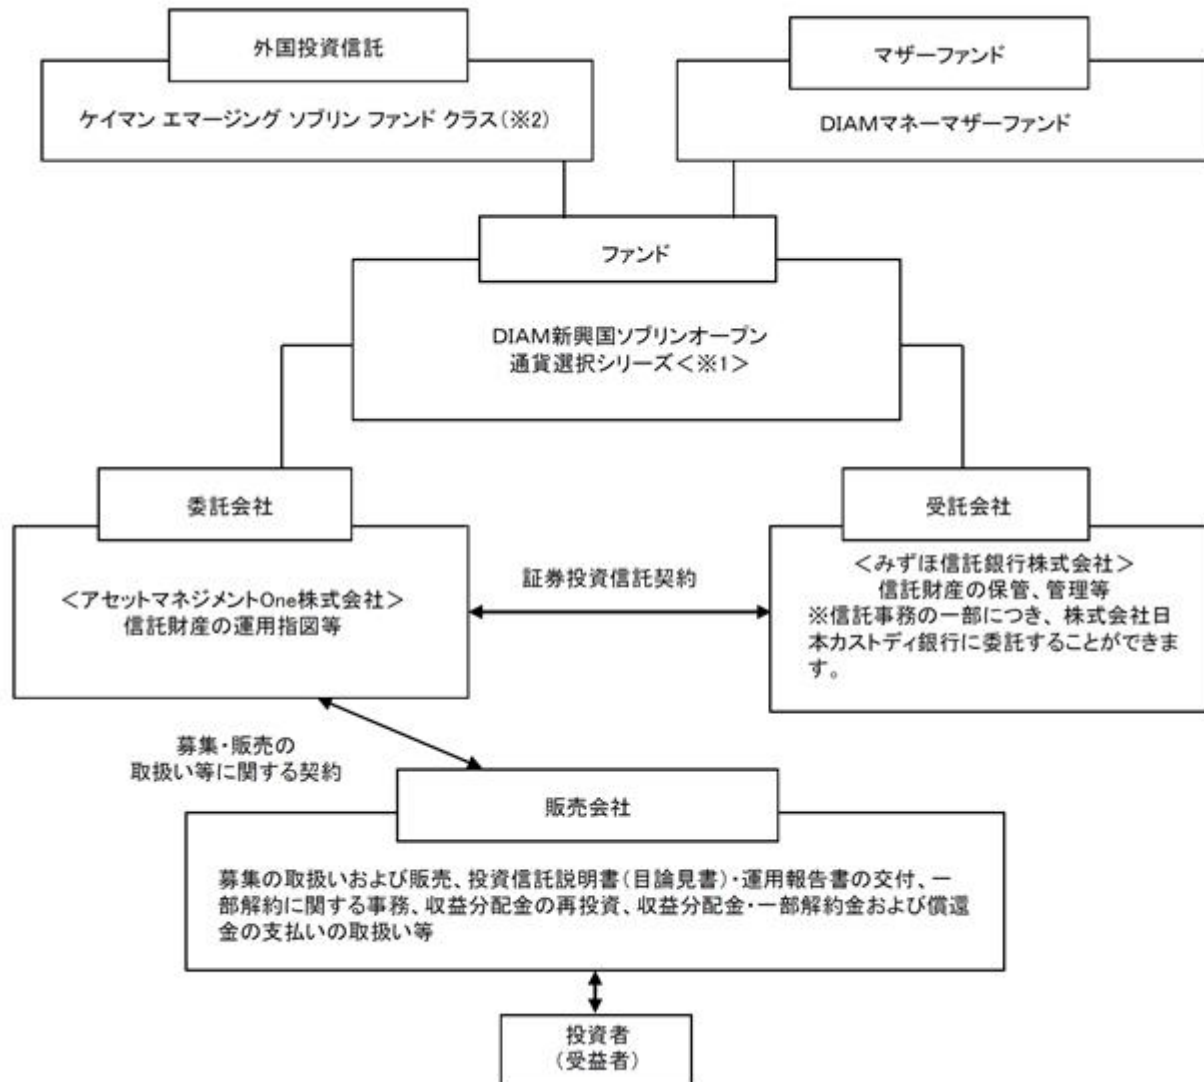 外国投資信託
ケイマン エマージング ソブリン ファンド クラス(※2)
マザーファンド
DIAMマネーマザーファンド
ファンド
DIAM新興国ソブリンオープン
通貨選択シリーズ<※1>
委託会社
<アセットマネジメントOne株式会社>
信託財産の運用指図等
証券投資信託契約
受託会社
<みずほ信託銀行株式会社>
信託財産の保管、管理等
※信託事務の一部につき、株式会社日
本カストディ銀行に委託することができま
す。
募集・販売の
取扱い等に関する契約
販売会社
募集の取扱いおよび販売、投資信託説明書(目論見書)・運用報告書の交付、一
部解約に関する事務、収益分配金の再投資、収益分配金・一部解約金および償還
金の支払いの取扱い等
投資者
(受益者)